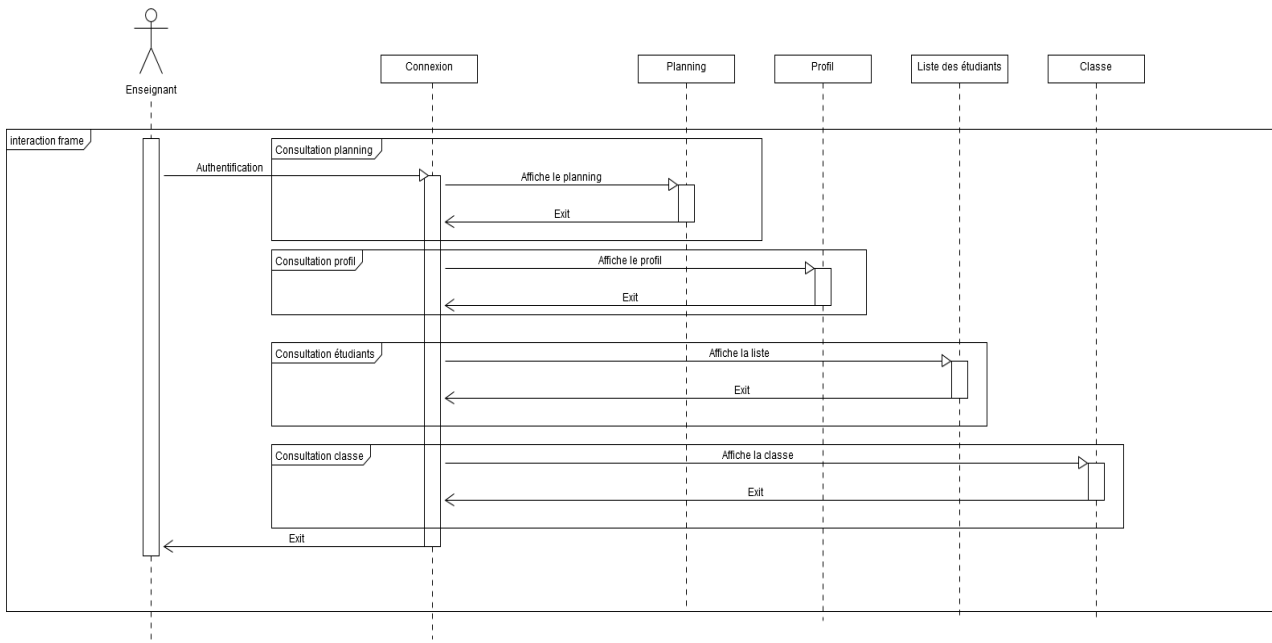 Enseignant
Connexion
Planning
Profil
Liste des étudiants
Classe
interaction frame
Consultation planning
Authentification
Affiche le planning
Exit
Consultation profil
Affiche le profil
Exit
Consultation étudiants
Affiche la liste
Exit
Consultation classe
Affiche la classe
Exit
Exit